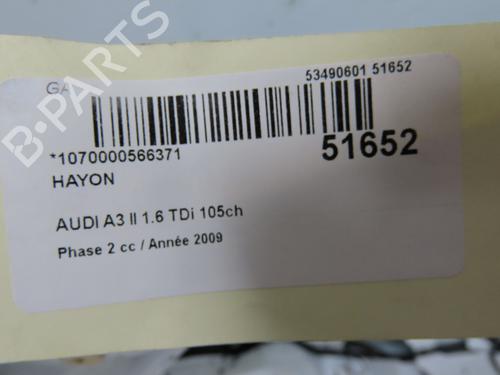 GA
53490601 51652
*1070000566371
51652
HAYON
AUDI A3 II 1.6 TDi 105ch
Phase 2 cc / Année 2009
B-PARTS